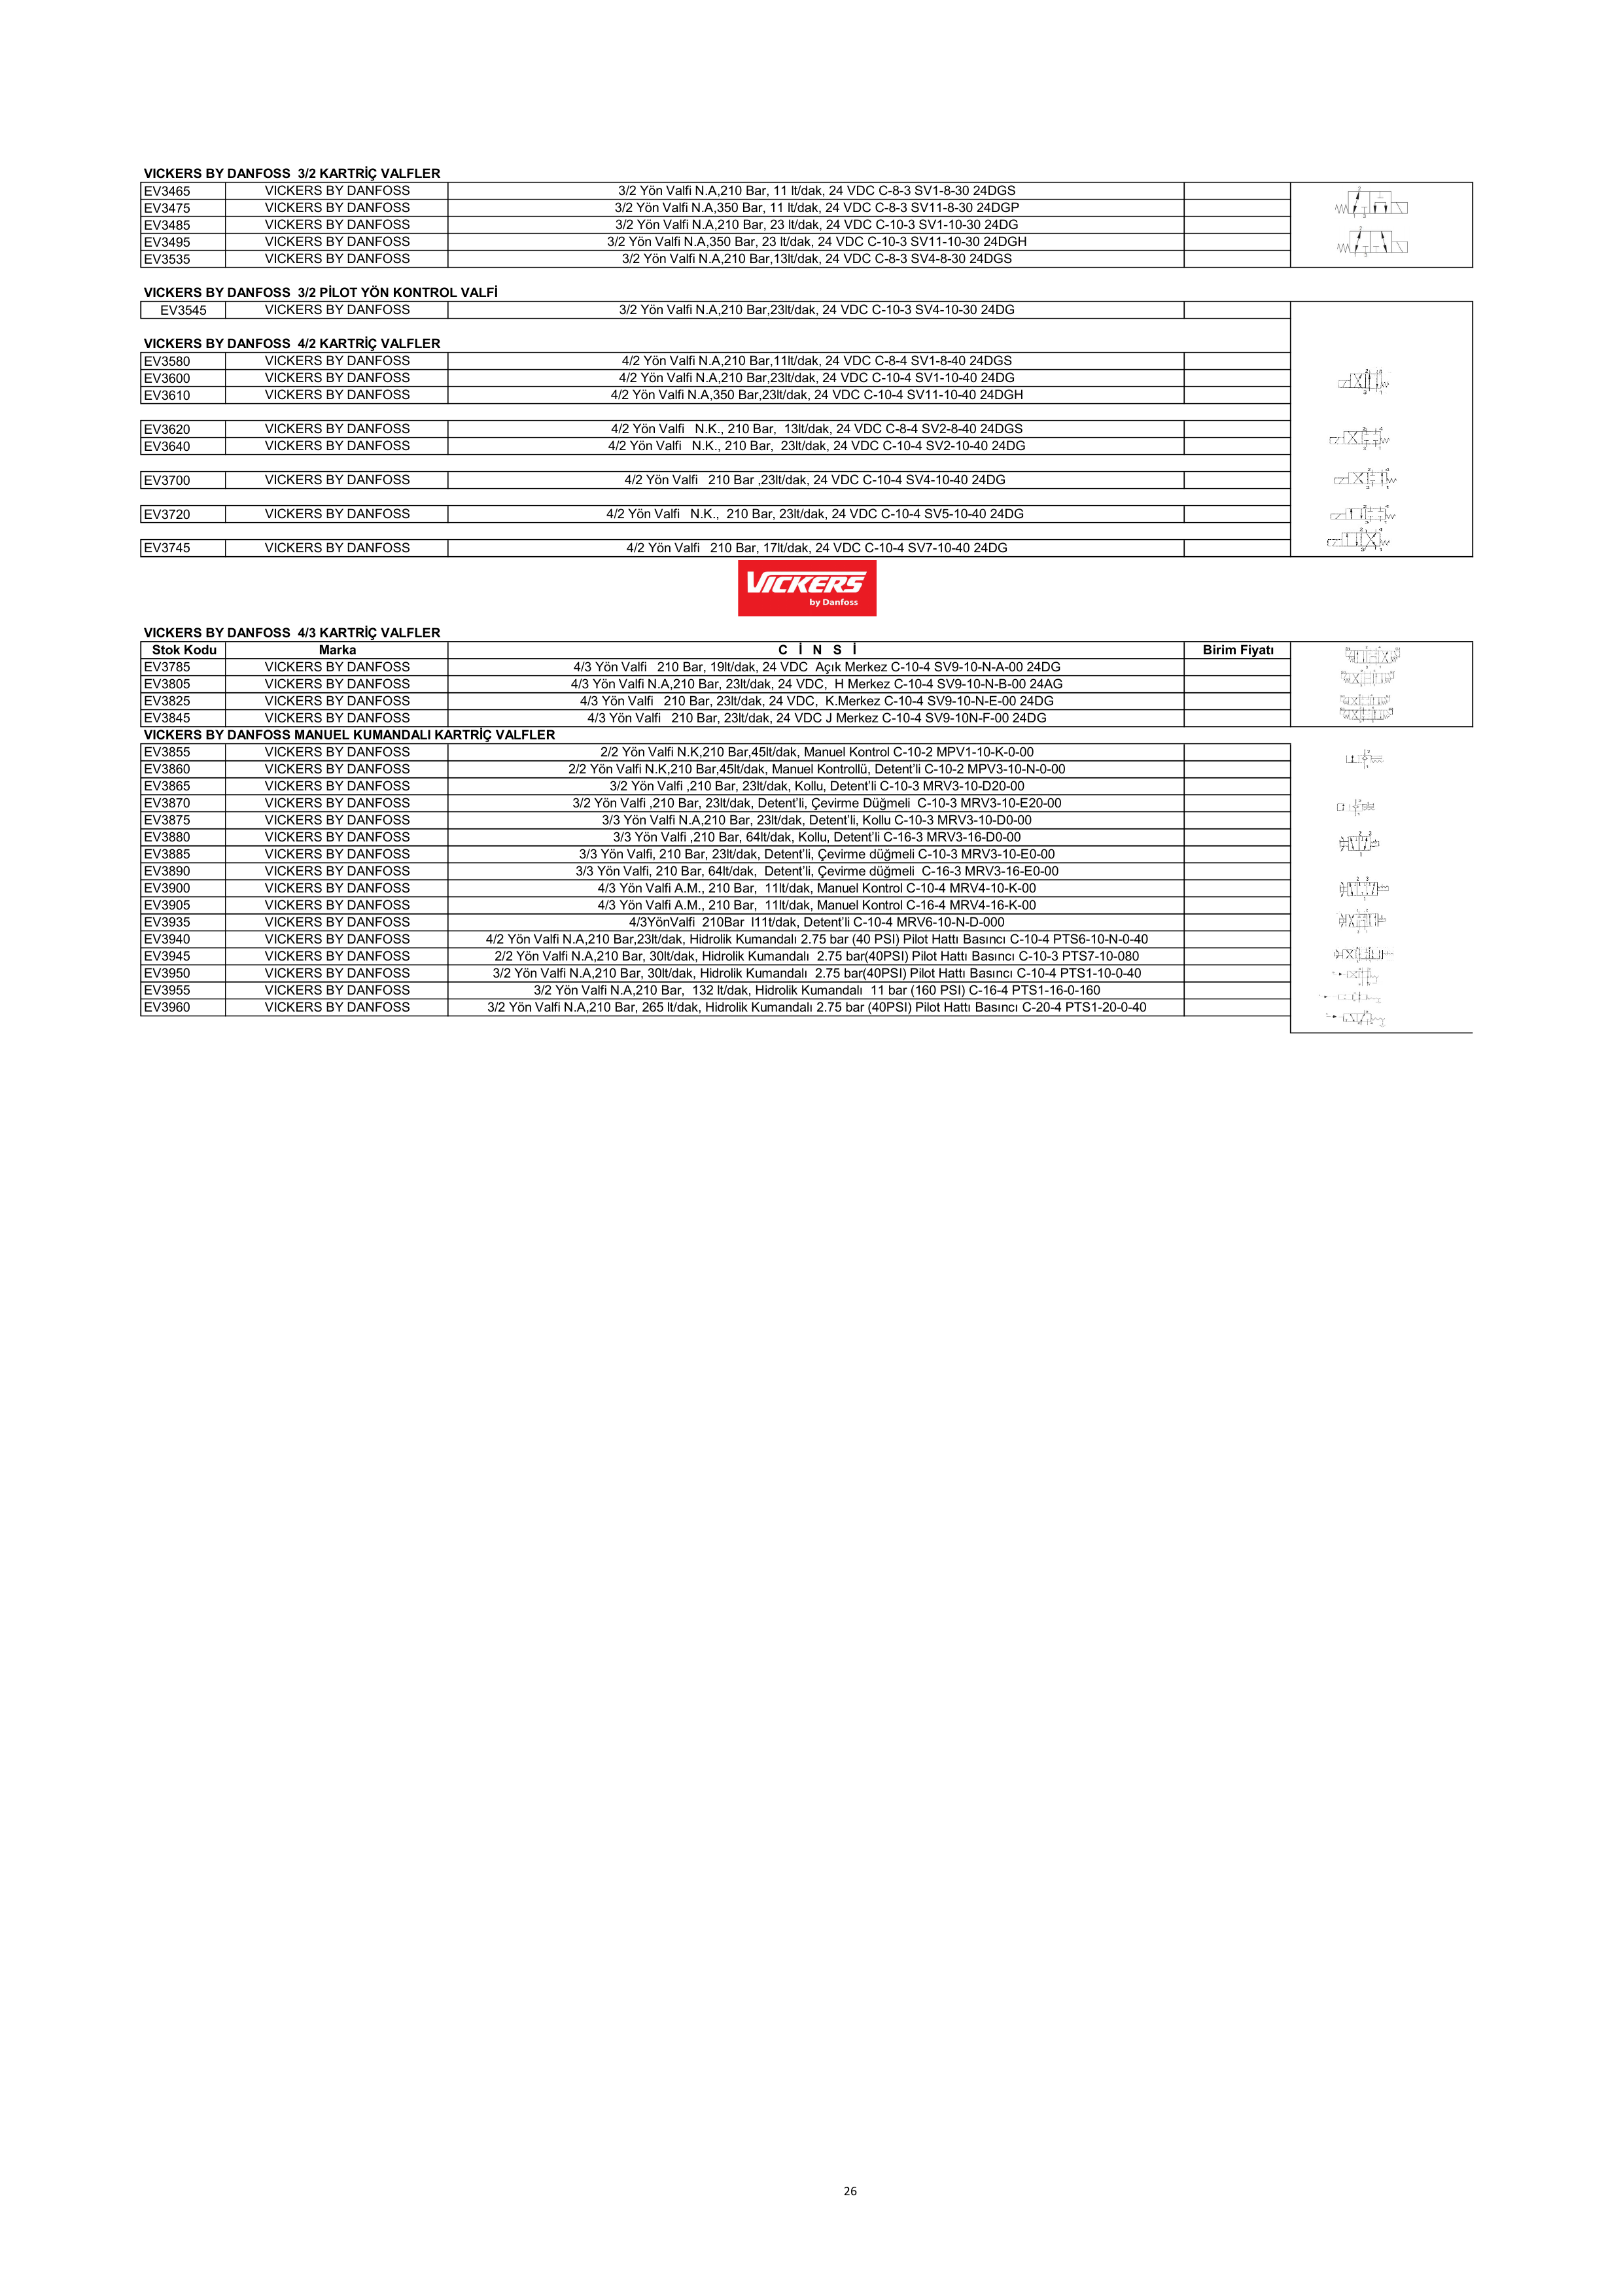 VICKERS BY DANFOSS  3/2 KARTRİÇ VALFLER
EV3465 VICKERS BY DANFOSS 3/2 Yön Valfi N.A,210 Bar, 11 lt/dak, 24 VDC C-8-3 SV1-8-30 24DGS
EV3475 VICKERS BY DANFOSS 3/2 Yön Valfi N.A,350 Bar, 11 lt/dak, 24 VDC C-8-3 SV11-8-30 24DGP
EV3485 VICKERS BY DANFOSS 3/2 Yön Valfi N.A,210 Bar, 23 lt/dak, 24 VDC C-10-3 SV1-10-30 24DG
EV3495 VICKERS BY DANFOSS 3/2 Yön Valfi N.A,350 Bar, 23 lt/dak, 24 VDC C-10-3 SV11-10-30 24DGH
EV3535 VICKERS BY DANFOSS 3/2 Yön Valfi N.A,210 Bar,13lt/dak, 24 VDC C-8-3 SV4-8-30 24DGS
VICKERS BY DANFOSS  3/2 PİLOT YÖN KONTROL VALFİ
EV3545 VICKERS BY DANFOSS 3/2 Yön Valfi N.A,210 Bar,23lt/dak, 24 VDC C-10-3 SV4-10-30 24DG
VICKERS BY DANFOSS  4/2 KARTRİÇ VALFLER
EV3580 VICKERS BY DANFOSS 4/2 Yön Valfi N.A,210 Bar,11lt/dak, 24 VDC C-8-4 SV1-8-40 24DGS
EV3600 VICKERS BY DANFOSS 4/2 Yön Valfi N.A,210 Bar,23lt/dak, 24 VDC C-10-4 SV1-10-40 24DG
EV3610 VICKERS BY DANFOSS 4/2 Yön Valfi N.A,350 Bar,23lt/dak, 24 VDC C-10-4 SV11-10-40 24DGH
EV3620 VICKERS BY DANFOSS 4/2 Yön Valfi   N.K., 210 Bar,  13lt/dak, 24 VDC C-8-4 SV2-8-40 24DGS
EV3640 VICKERS BY DANFOSS 4/2 Yön Valfi   N.K., 210 Bar,  23lt/dak, 24 VDC C-10-4 SV2-10-40 24DG
EV3700 VICKERS BY DANFOSS 4/2 Yön Valfi   210 Bar ,23lt/dak, 24 VDC C-10-4 SV4-10-40 24DG
EV3720 VICKERS BY DANFOSS 4/2 Yön Valfi   N.K.,  210 Bar, 23lt/dak, 24 VDC C-10-4 SV5-10-40 24DG
EV3745 VICKERS BY DANFOSS 4/2 Yön Valfi   210 Bar, 17lt/dak, 24 VDC C-10-4 SV7-10-40 24DG
VICKERS
by Danfoss
VICKERS BY DANFOSS  4/3 KARTRİÇ VALFLER
Stok Kodu Marka C İ N S İ Birim Fiyatı
EV3785 VICKERS BY DANFOSS 4/3 Yön Valfi   210 Bar, 19lt/dak, 24 VDC  Açık Merkez C-10-4 SV9-10-N-A-00 24DG
EV3805 VICKERS BY DANFOSS 4/3 Yön Valfi N.A,210 Bar, 23lt/dak, 24 VDC,  H Merkez C-10-4 SV9-10-N-B-00 24AG
EV3825 VICKERS BY DANFOSS 4/3 Yön Valfi   210 Bar, 23lt/dak, 24 VDC,  K.Merkez C-10-4 SV9-10-N-E-00 24DG
EV3845 VICKERS BY DANFOSS 4/3 Yön Valfi   210 Bar, 23lt/dak, 24 VDC J Merkez C-10-4 SV9-10N-F-00 24DG
VICKERS BY DANFOSS MANUEL KUMANDALI KARTRİÇ VALFLER
EV3855 VICKERS BY DANFOSS 2/2 Yön Valfi N.K,210 Bar,45lt/dak, Manuel Kontrol C-10-2 MPV1-10-K-0-00
EV3860 VICKERS BY DANFOSS 2/2 Yön Valfi N.K,210 Bar,45lt/dak, Manuel Kontrollü, Detent'li C-10-2 MPV3-10-N-0-00
EV3865 VICKERS BY DANFOSS 3/2 Yön Valfi ,210 Bar, 23lt/dak, Kollu, Detent'li C-10-3 MRV3-10-D20-00
EV3870 VICKERS BY DANFOSS 3/2 Yön Valfi ,210 Bar, 23lt/dak, Detent'li, Çevirme Düğmeli  C-10-3 MRV3-10-E20-00
EV3875 VICKERS BY DANFOSS 3/3 Yön Valfi N.A,210 Bar, 23lt/dak, Detent'li, Kollu C-10-3 MRV3-10-D0-00
EV3880 VICKERS BY DANFOSS 3/3 Yön Valfi ,210 Bar, 64lt/dak, Kollu, Detent'li C-16-3 MRV3-16-D0-00
EV3885 VICKERS BY DANFOSS 3/3 Yön Valfi, 210 Bar, 23lt/dak, Detent'li, Çevirme düğmeli C-10-3 MRV3-10-E0-00
EV3890 VICKERS BY DANFOSS 3/3 Yön Valfi, 210 Bar, 64lt/dak,  Detent'li, Çevirme düğmeli  C-16-3 MRV3-16-E0-00
EV3900 VICKERS BY DANFOSS 4/3 Yön Valfi A.M., 210 Bar,  11lt/dak, Manuel Kontrol C-10-4 MRV4-10-K-00
EV3905 VICKERS BY DANFOSS 4/3 Yön Valfi A.M., 210 Bar,  11lt/dak, Manuel Kontrol C-16-4 MRV4-16-K-00
EV3935 VICKERS BY DANFOSS 4/3YönValfi  210Bar  l11t/dak, Detent'li C-10-4 MRV6-10-N-D-000
EV3940 VICKERS BY DANFOSS 4/2 Yön Valfi N.A,210 Bar,23lt/dak, Hidrolik Kumandalı 2.75 bar (40 PSI) Pilot Hattı Basıncı C-10-4 PTS6-10-N-0-40
EV3945 VICKERS BY DANFOSS 2/2 Yön Valfi N.A,210 Bar, 30lt/dak, Hidrolik Kumandalı  2.75 bar(40PSI) Pilot Hattı Basıncı C-10-3 PTS7-10-080
EV3950 VICKERS BY DANFOSS 3/2 Yön Valfi N.A,210 Bar, 30lt/dak, Hidrolik Kumandalı  2.75 bar(40PSI) Pilot Hattı Basıncı C-10-4 PTS1-10-0-40
EV3955 VICKERS BY DANFOSS 3/2 Yön Valfi N.A,210 Bar,  132 lt/dak, Hidrolik Kumandalı  11 bar (160 PSI) C-16-4 PTS1-16-0-160
EV3960 VICKERS BY DANFOSS 3/2 Yön Valfi N.A,210 Bar, 265 lt/dak, Hidrolik Kumandalı 2.75 bar (40PSI) Pilot Hattı Basıncı C-20-4 PTS1-20-0-40
26